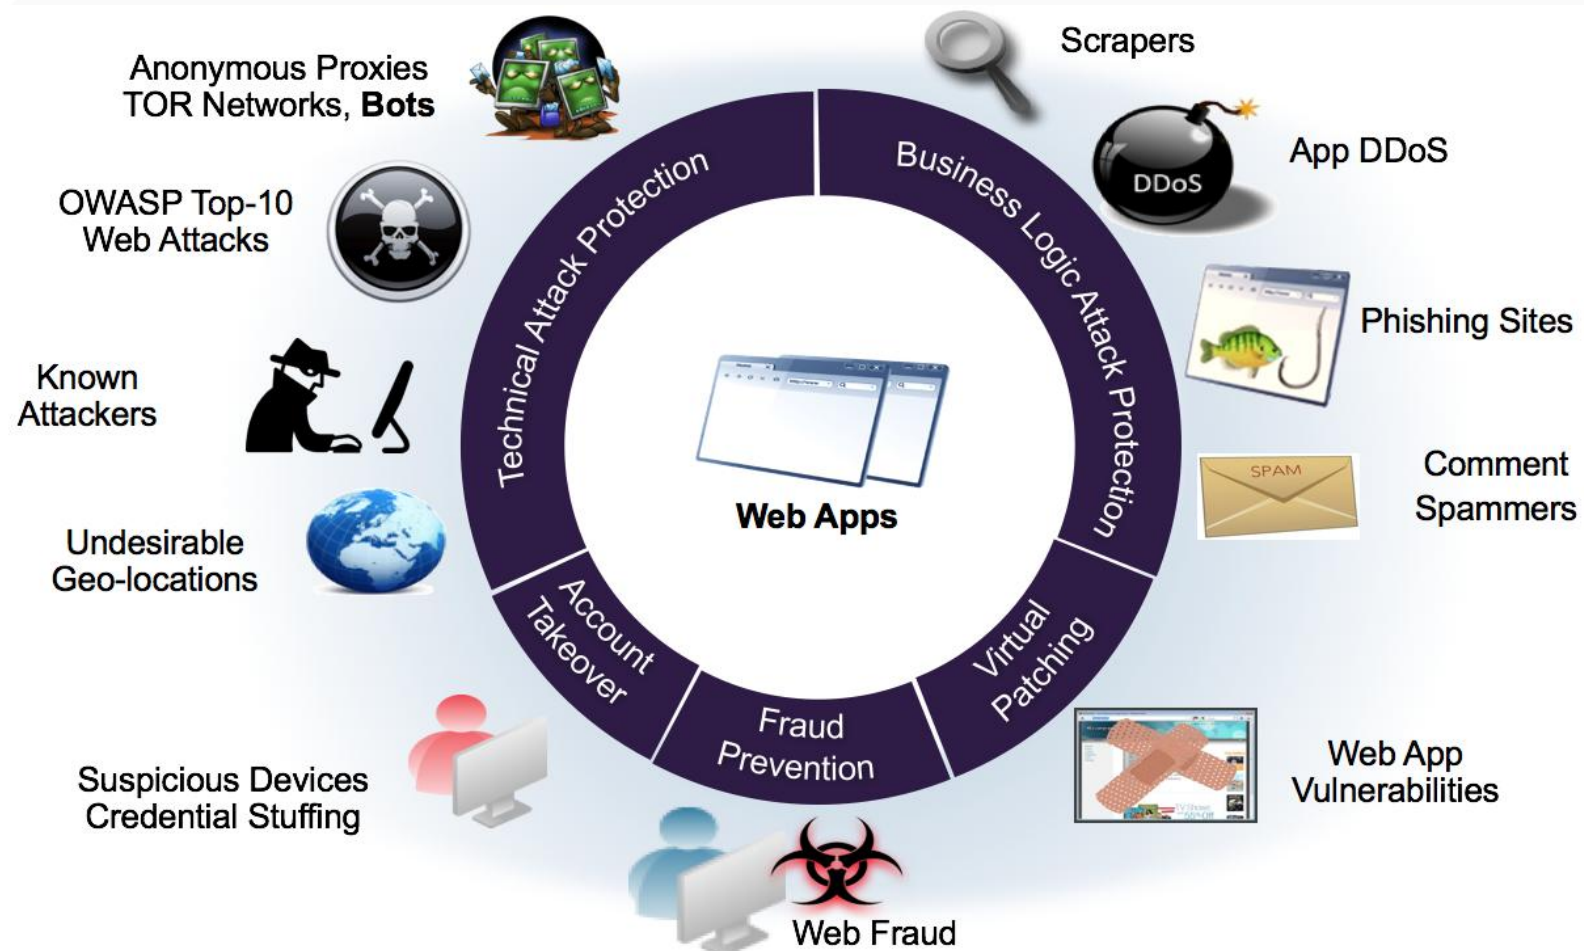 Anonymous Proxies
TOR Networks, Bots
Scrapers
App DDoS
DDoS
OWASP Top-10
Web Attacks
Technical Attack Protection
Business Logic Attack Protection
Phishing Sites
Known
Attackers
Web Apps
SPAM
Comment
Spammers
Undesirable
Geo-locations
Account
Takeover
Fraud
Prevention
Virtual
Patching
Suspicious Devices
Credential Stuffing
Web App
Vulnerabilities
Web Fraud